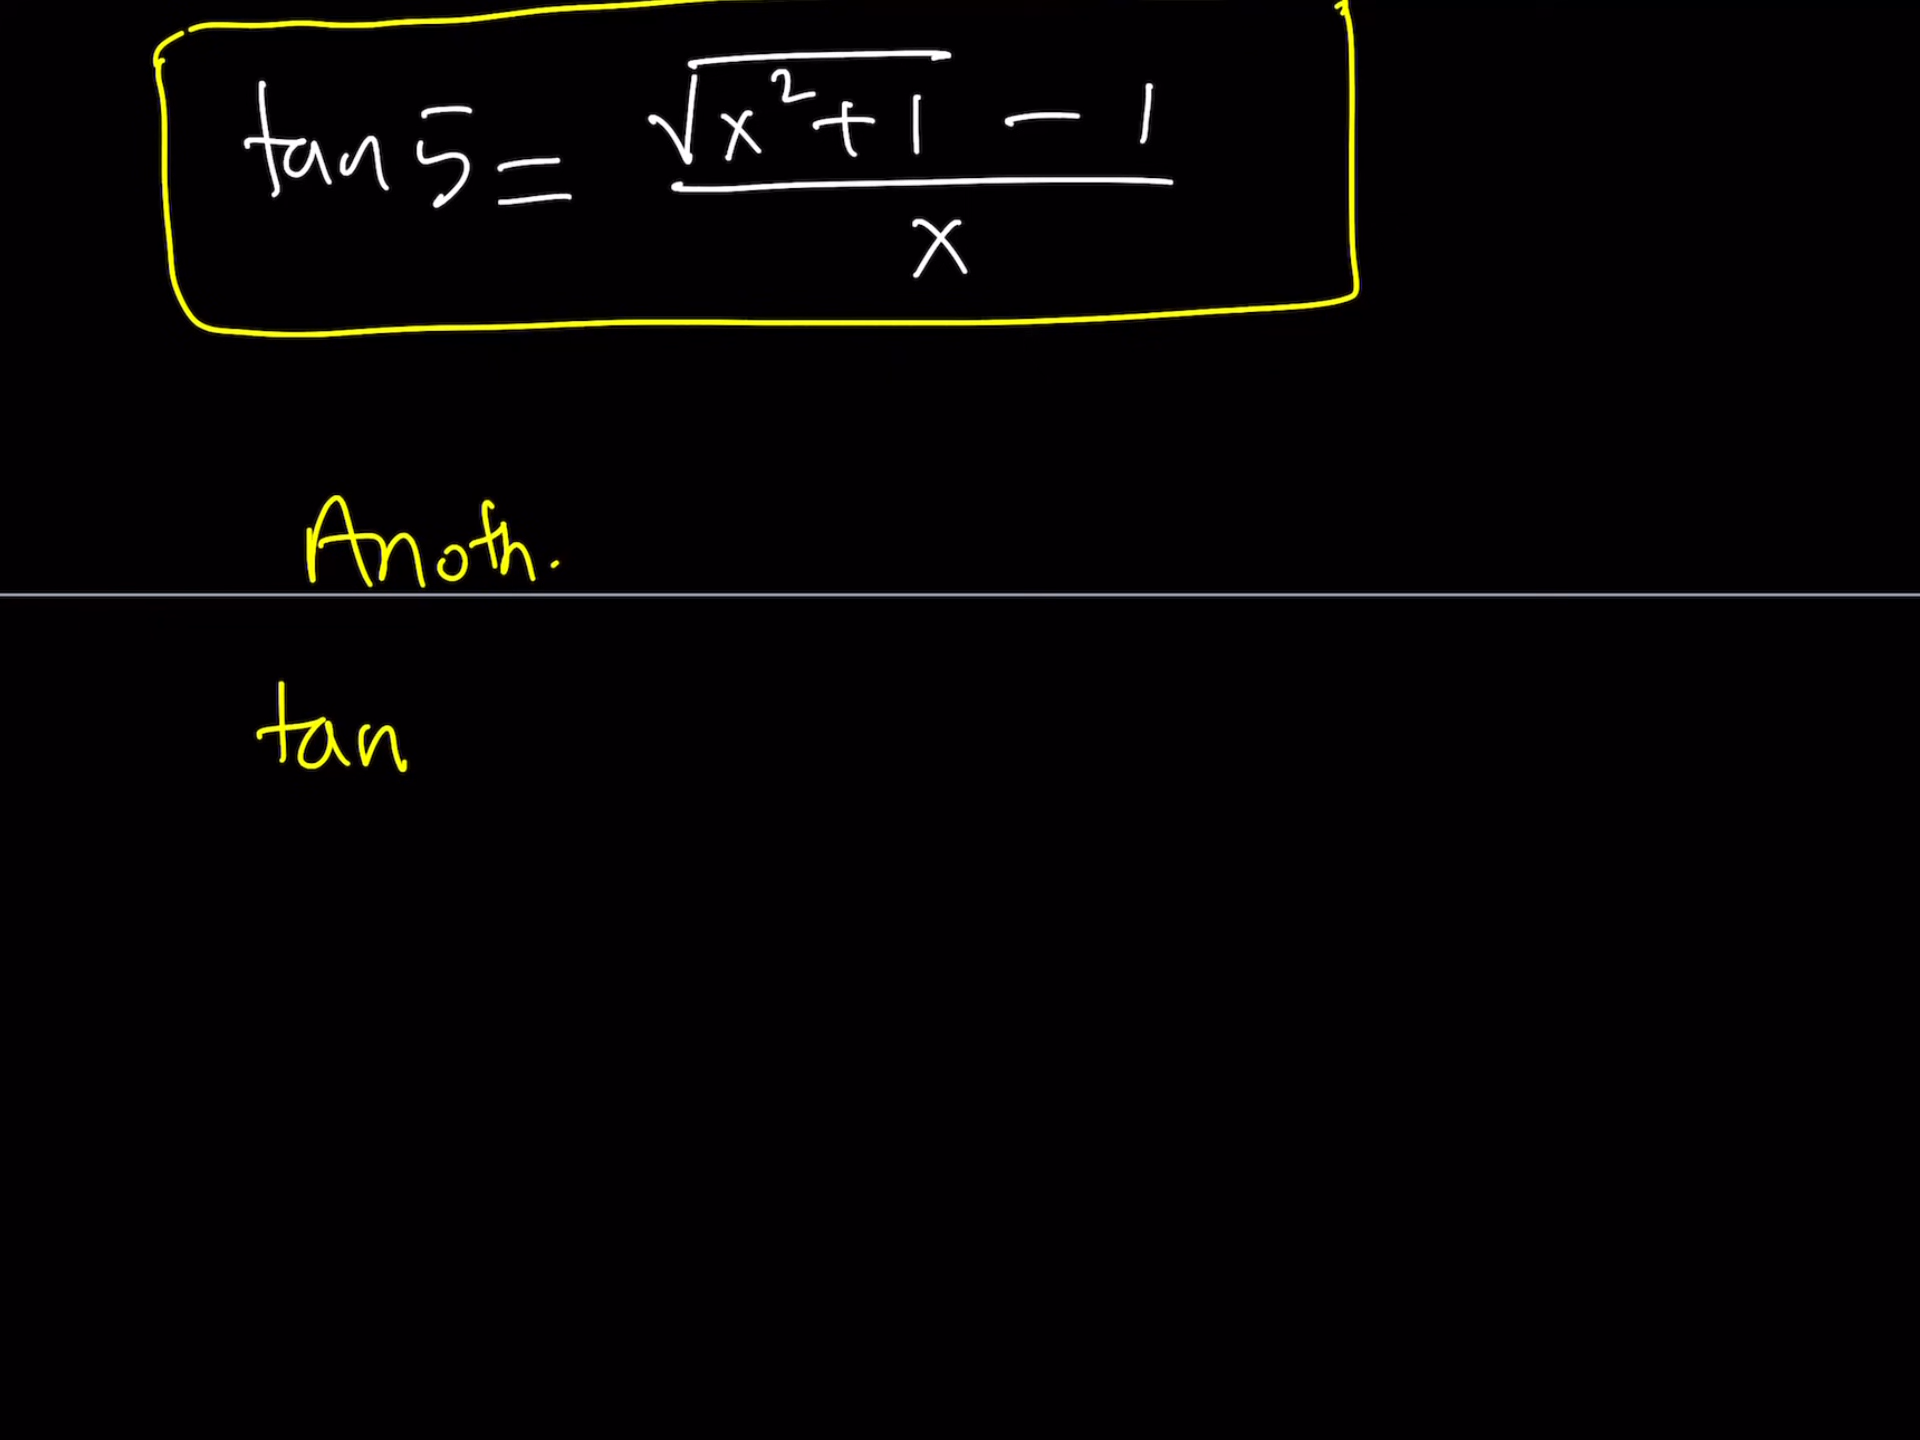 tan 5 = (√(x² + 1) − 1) / x
Anoth.
tan